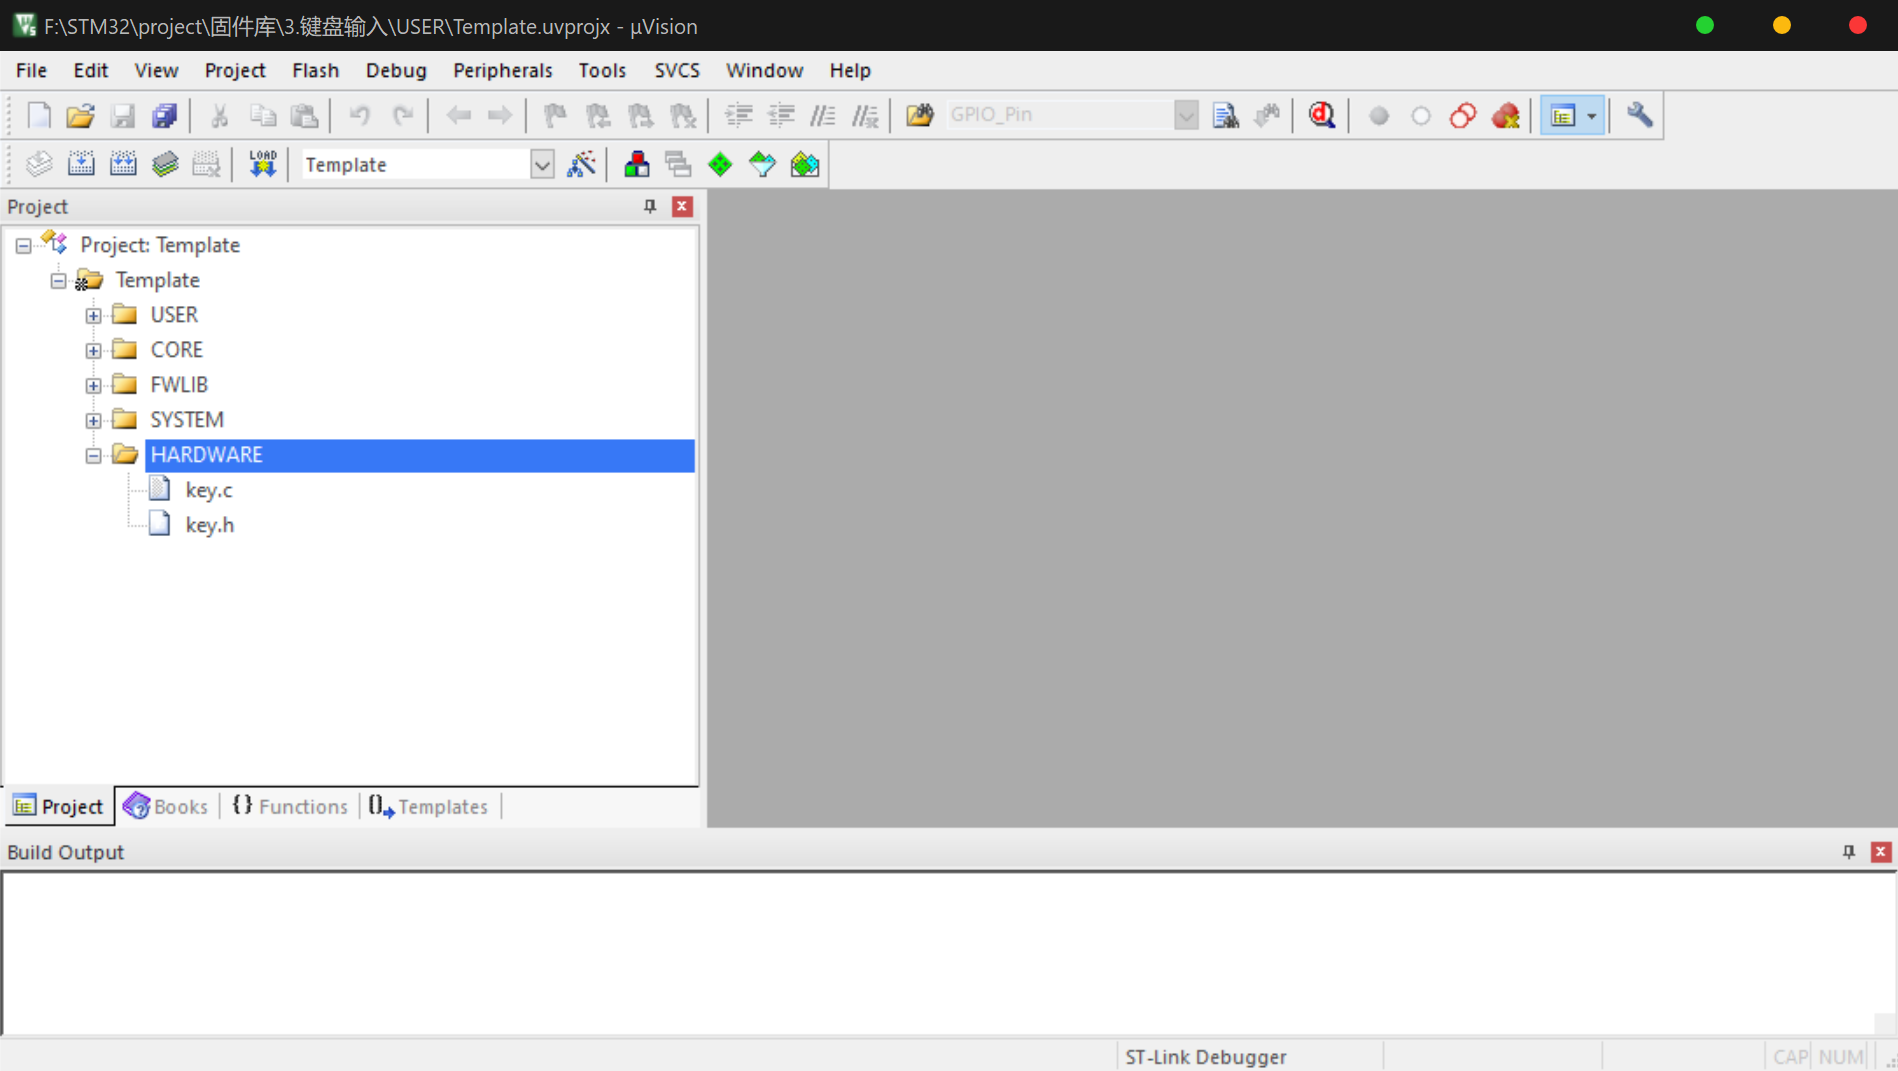 F:\STM32\project\固件库\3.键盘输入\USER\Template.uvprojx - µVision
File Edit View Project Flash Debug Peripherals Tools SVCS Window Help
GPIO_Pin
LOAD
Template
Project
Project: Template
Template
USER
CORE
FWLIB
SYSTEM
HARDWARE
key.c
key.h
Project Books {} Functions Templates
Build Output
ST-Link Debugger
CAP NUM